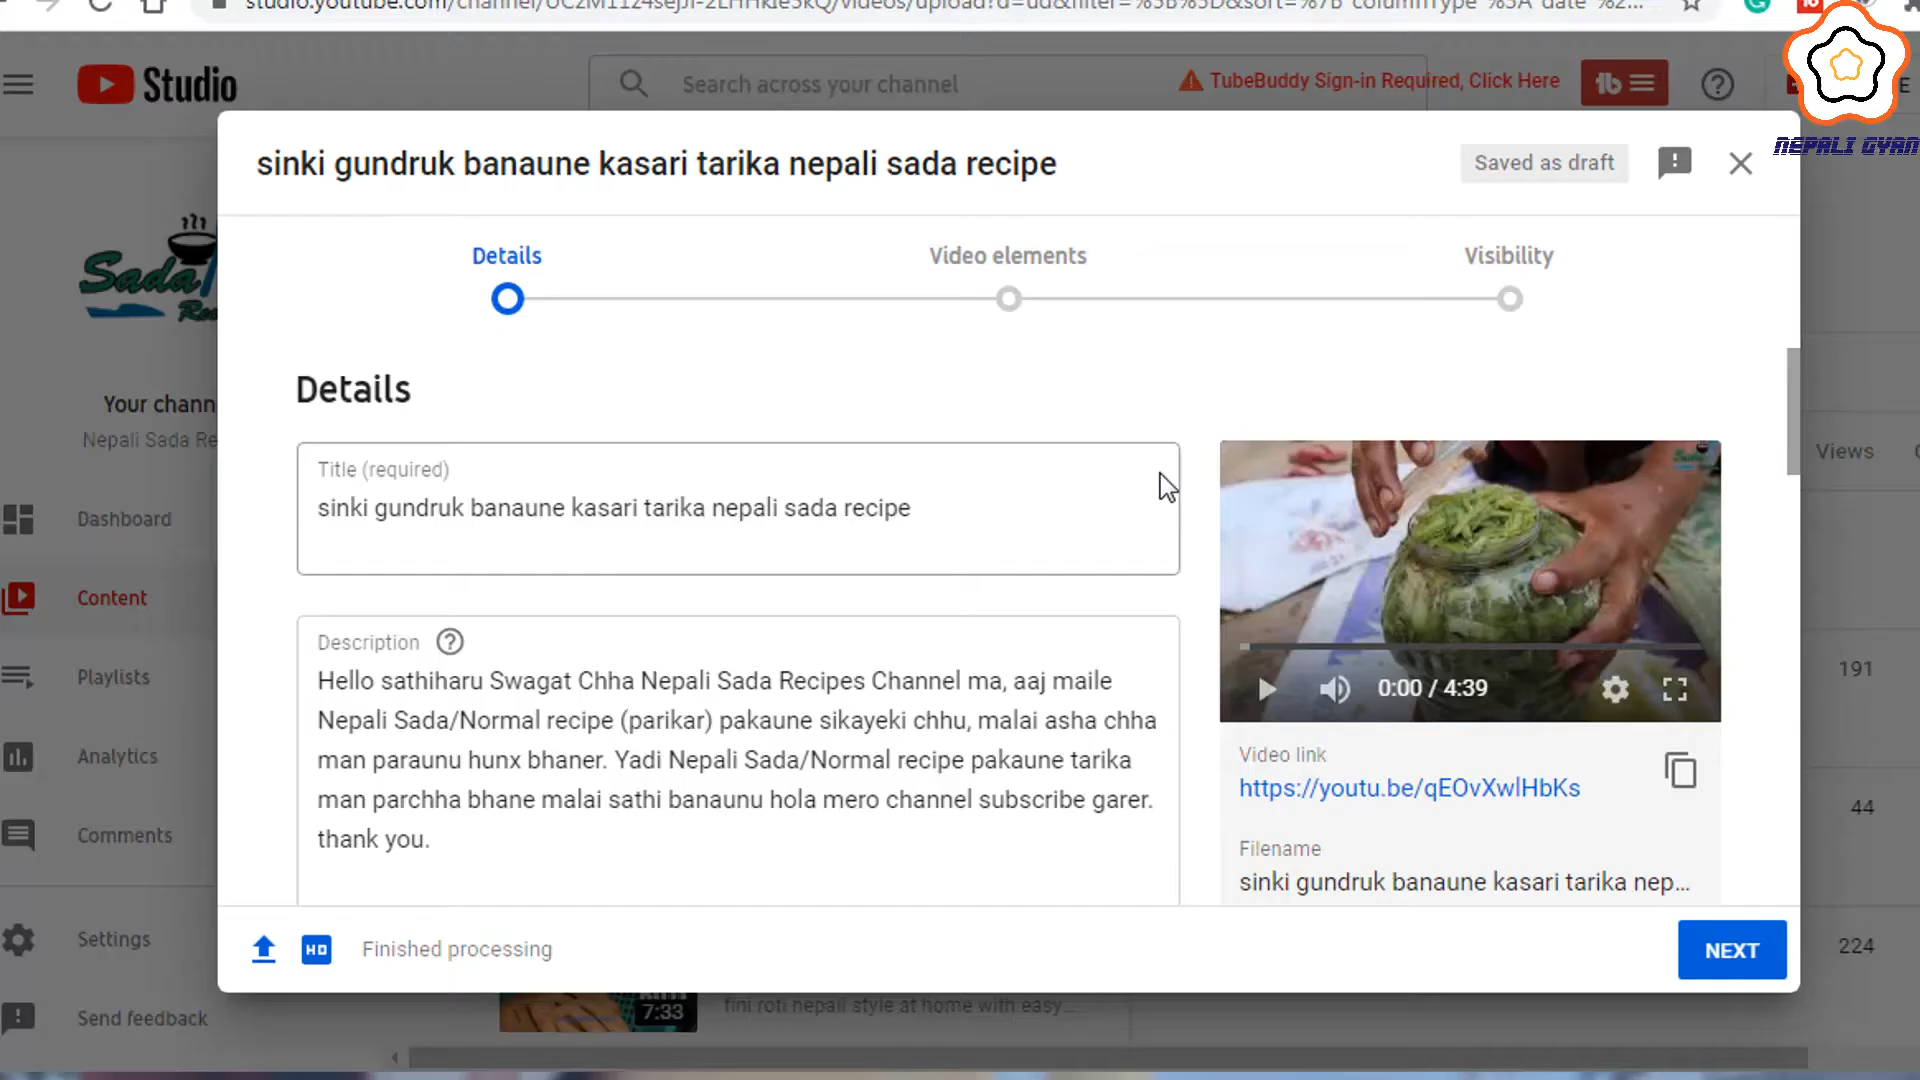 Studio
Search across your channel
TubeBuddy Sign-in Required, Click Here
NEPALI GYAN
sinki gundruk banaune kasari tarika nepali sada recipe
Saved as draft
Details
Video elements
Visibility
Sada
Your chann
Nepali Sada Re
Details
Title (required)
sinki gundruk banaune kasari tarika nepali sada recipe
Views
Dashboard
Content
Playlists
Analytics
Comments
Settings
Send feedback
Description
Hello sathiharu Swagat Chha Nepali Sada Recipes Channel ma, aaj maile
Nepali Sada/Normal recipe (parikar) pakaune sikayeki chhu, malai asha chha
man paraunu hunx bhaner. Yadi Nepali Sada/Normal recipe pakaune tarika
man parchha bhane malai sathi banaunu hola mero channel subscribe garer.
thank you.
0:00 / 4:39
Video link
https://youtu.be/qEOvXwlHbKs
Filename
sinki gundruk banaune kasari tarika nep...
191
44
224
HD
Finished processing
NEXT
7:33
fini roti nepali style at home with easy...